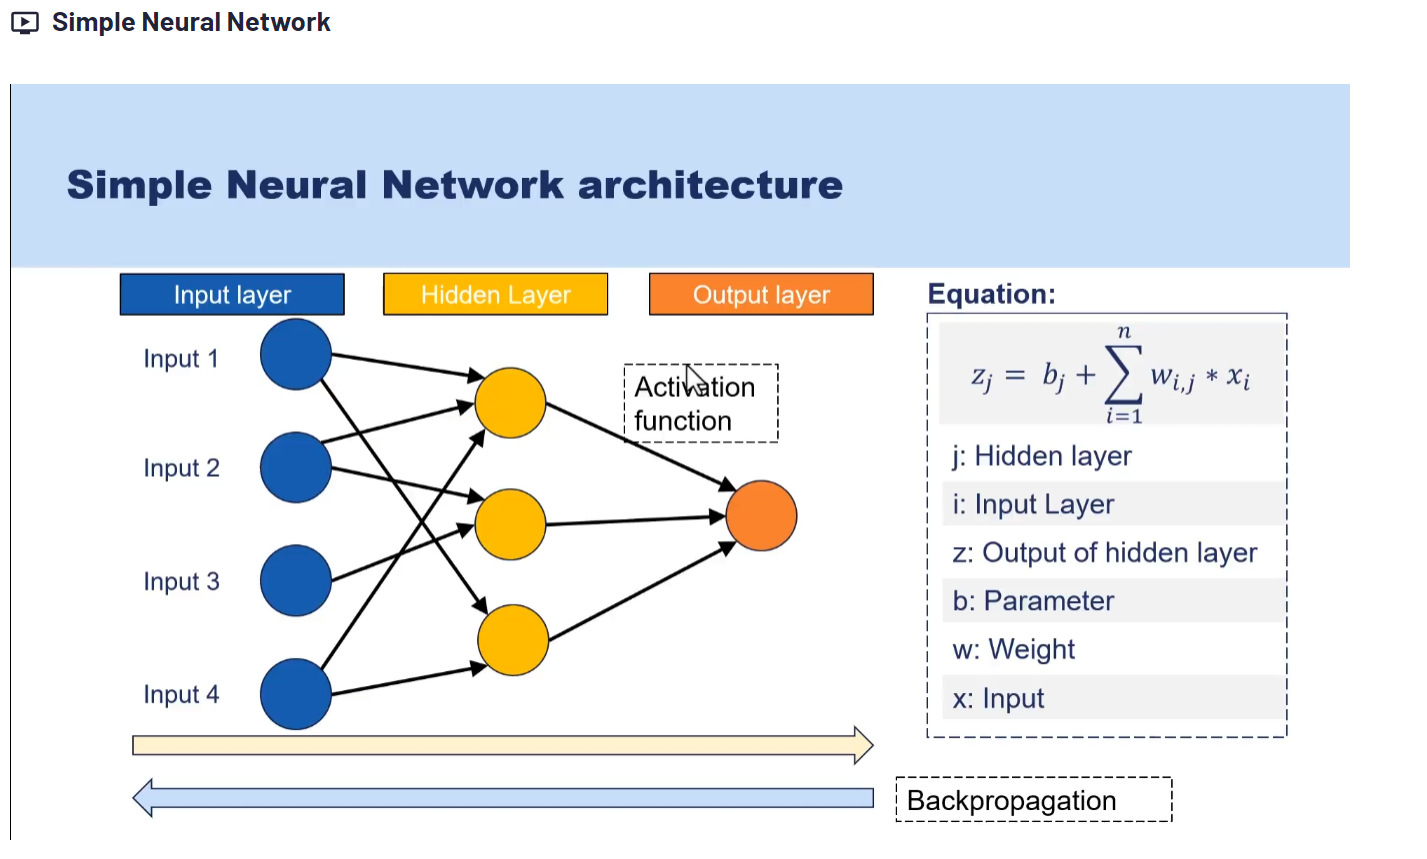 Simple Neural Network
Simple Neural Network architecture
Input layer
Hidden Layer
Output layer
Input 1
Input 2
Input 3
Input 4
Activation
function
Equation:
z_j = b_j + \sum_{i=1}^{n} w_{i,j} * x_i
j: Hidden layer
i: Input Layer
z: Output of hidden layer
b: Parameter
w: Weight
x: Input
Backpropagation